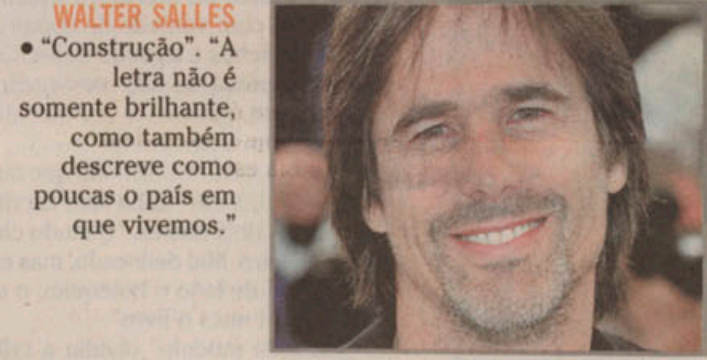 WALTER SALLES
● “Construção”. “A
letra não é
somente brilhante,
como também
descreve como
poucas o país em
que vivemos.”